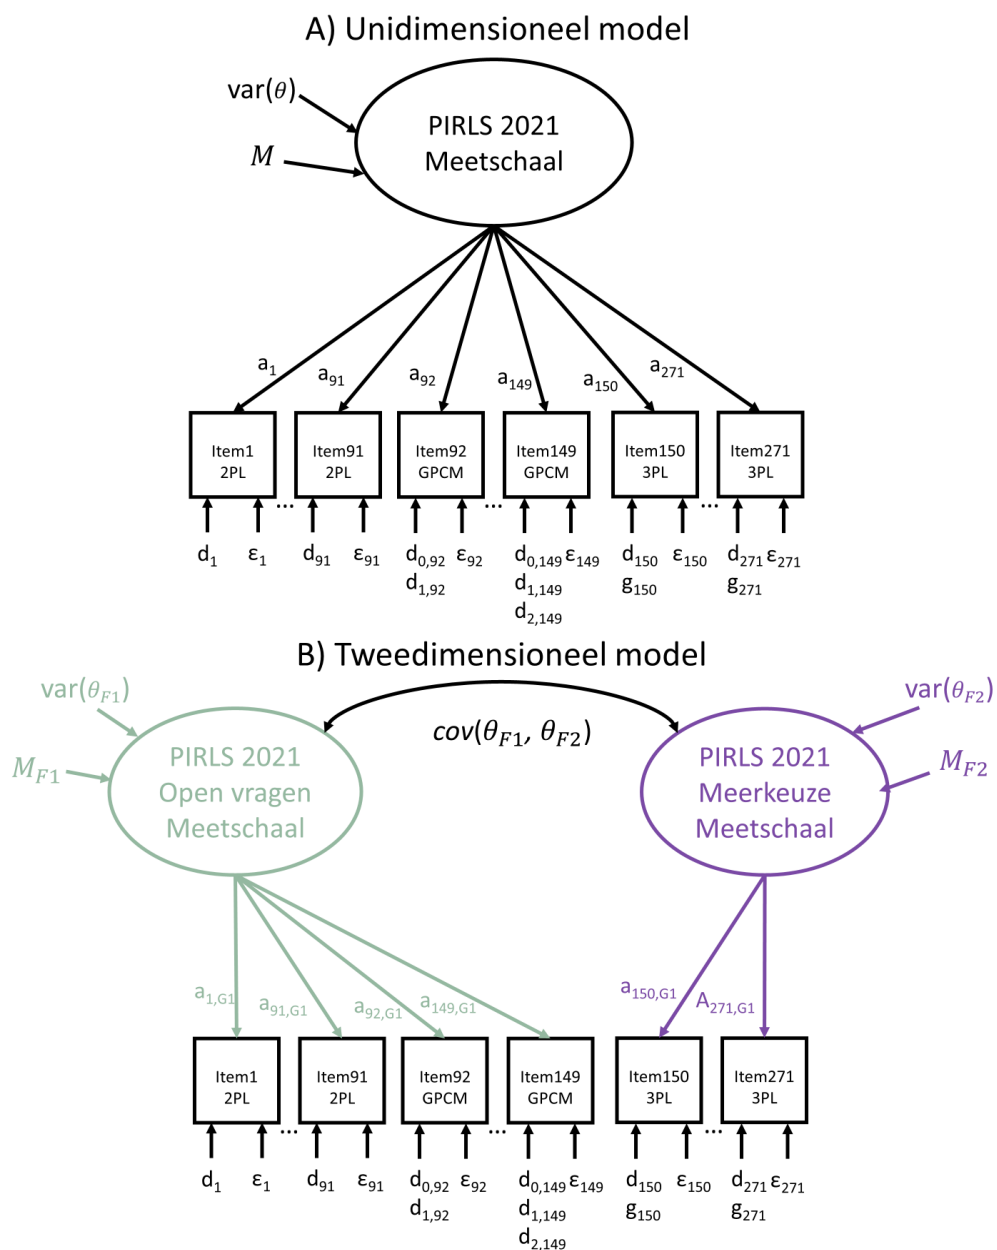 A) Unidimensioneel model
var(θ)
M
PIRLS 2021
Meetschaal
a1 a91 a92 a149 a150 a271
Item1 Item91 Item92 Item149 Item150 Item271
2PL 2PL GPCM GPCM 3PL 3PL
... ... ...
d1 ε1 d91 ε91 d0,92 ε92 d0,149 ε149 d150 ε150 d271 ε271
d1,92 d1,149 g150 g271
d2,149
B) Tweedimensioneel model
var(θF1) var(θF2)
cov(θF1, θF2)
MF1 MF2
PIRLS 2021
Open vragen
Meetschaal
PIRLS 2021
Meerkeuze
Meetschaal
a1,G1 a91,G1 a92,G1 a149,G1 a150,G1 A271,G1
Item1 Item91 Item92 Item149 Item150 Item271
2PL 2PL GPCM GPCM 3PL 3PL
... ... ...
d1 ε1 d91 ε91 d0,92 ε92 d0,149 ε149 d150 ε150 d271 ε271
d1,92 d1,149 g150 g271
d2,149